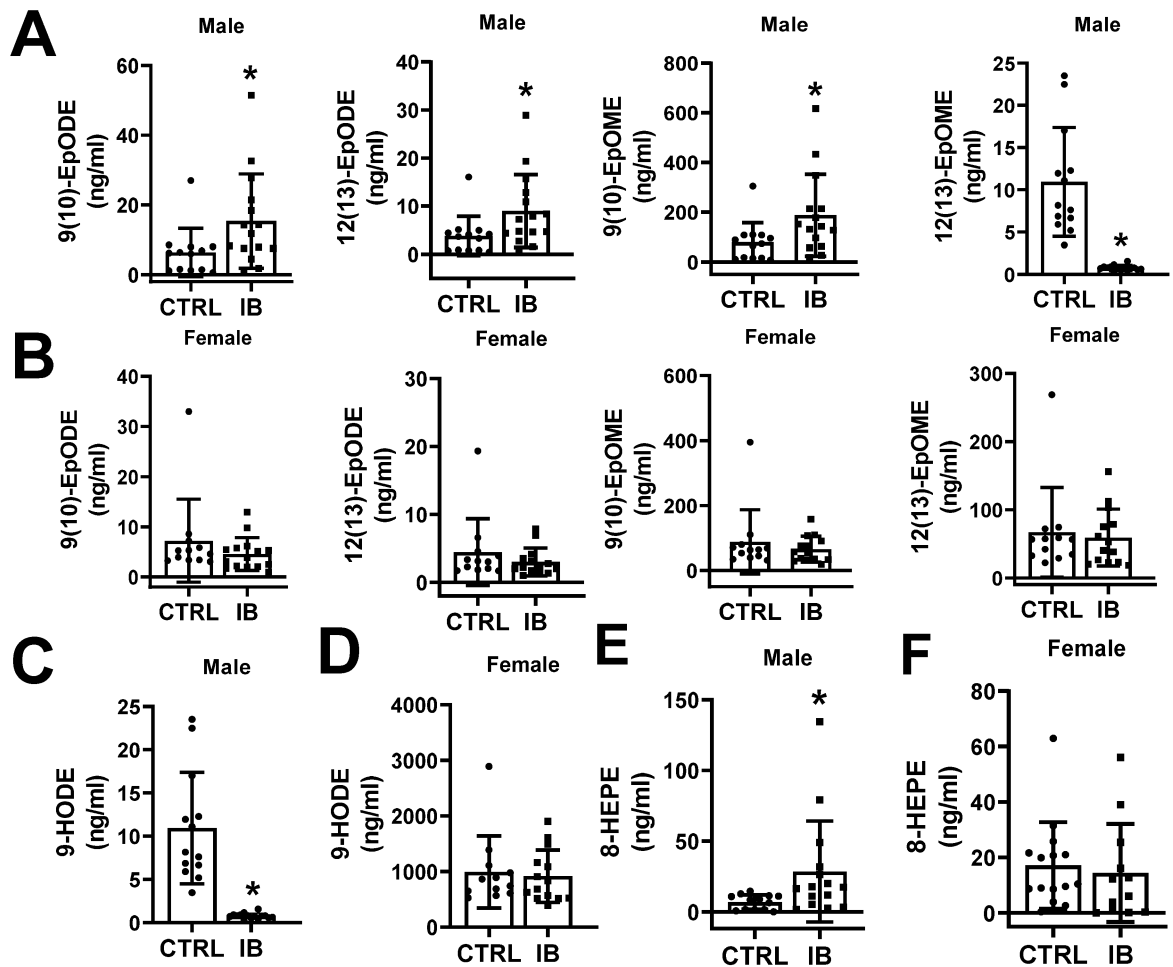 A
Male
9(10)-EpODE
(ng/ml)
60
40
20
0
*
CTRL IB
Male
12(13)-EpODE
(ng/ml)
40
30
20
10
0
*
CTRL IB
Male
9(10)-EpOME
(ng/ml)
800
600
400
200
0
*
CTRL IB
Male
12(13)-EpOME
(ng/ml)
25
20
15
10
5
0
*
CTRL IB
B
Female
9(10)-EpODE
(ng/ml)
40
30
20
10
0
CTRL IB
Female
12(13)-EpODE
(ng/ml)
30
20
10
0
CTRL IB
Female
9(10)-EpOME
(ng/ml)
600
400
200
0
CTRL IB
Female
12(13)-EpOME
(ng/ml)
300
200
100
0
CTRL IB
C
Male
9-HODE
(ng/ml)
25
20
15
10
5
0
*
CTRL IB
D
Female
9-HODE
(ng/ml)
4000
3000
2000
1000
0
CTRL IB
E
Male
8-HEPE
(ng/ml)
150
100
50
0
*
CTRL IB
F
Female
8-HEPE
(ng/ml)
80
60
40
20
0
CTRL IB